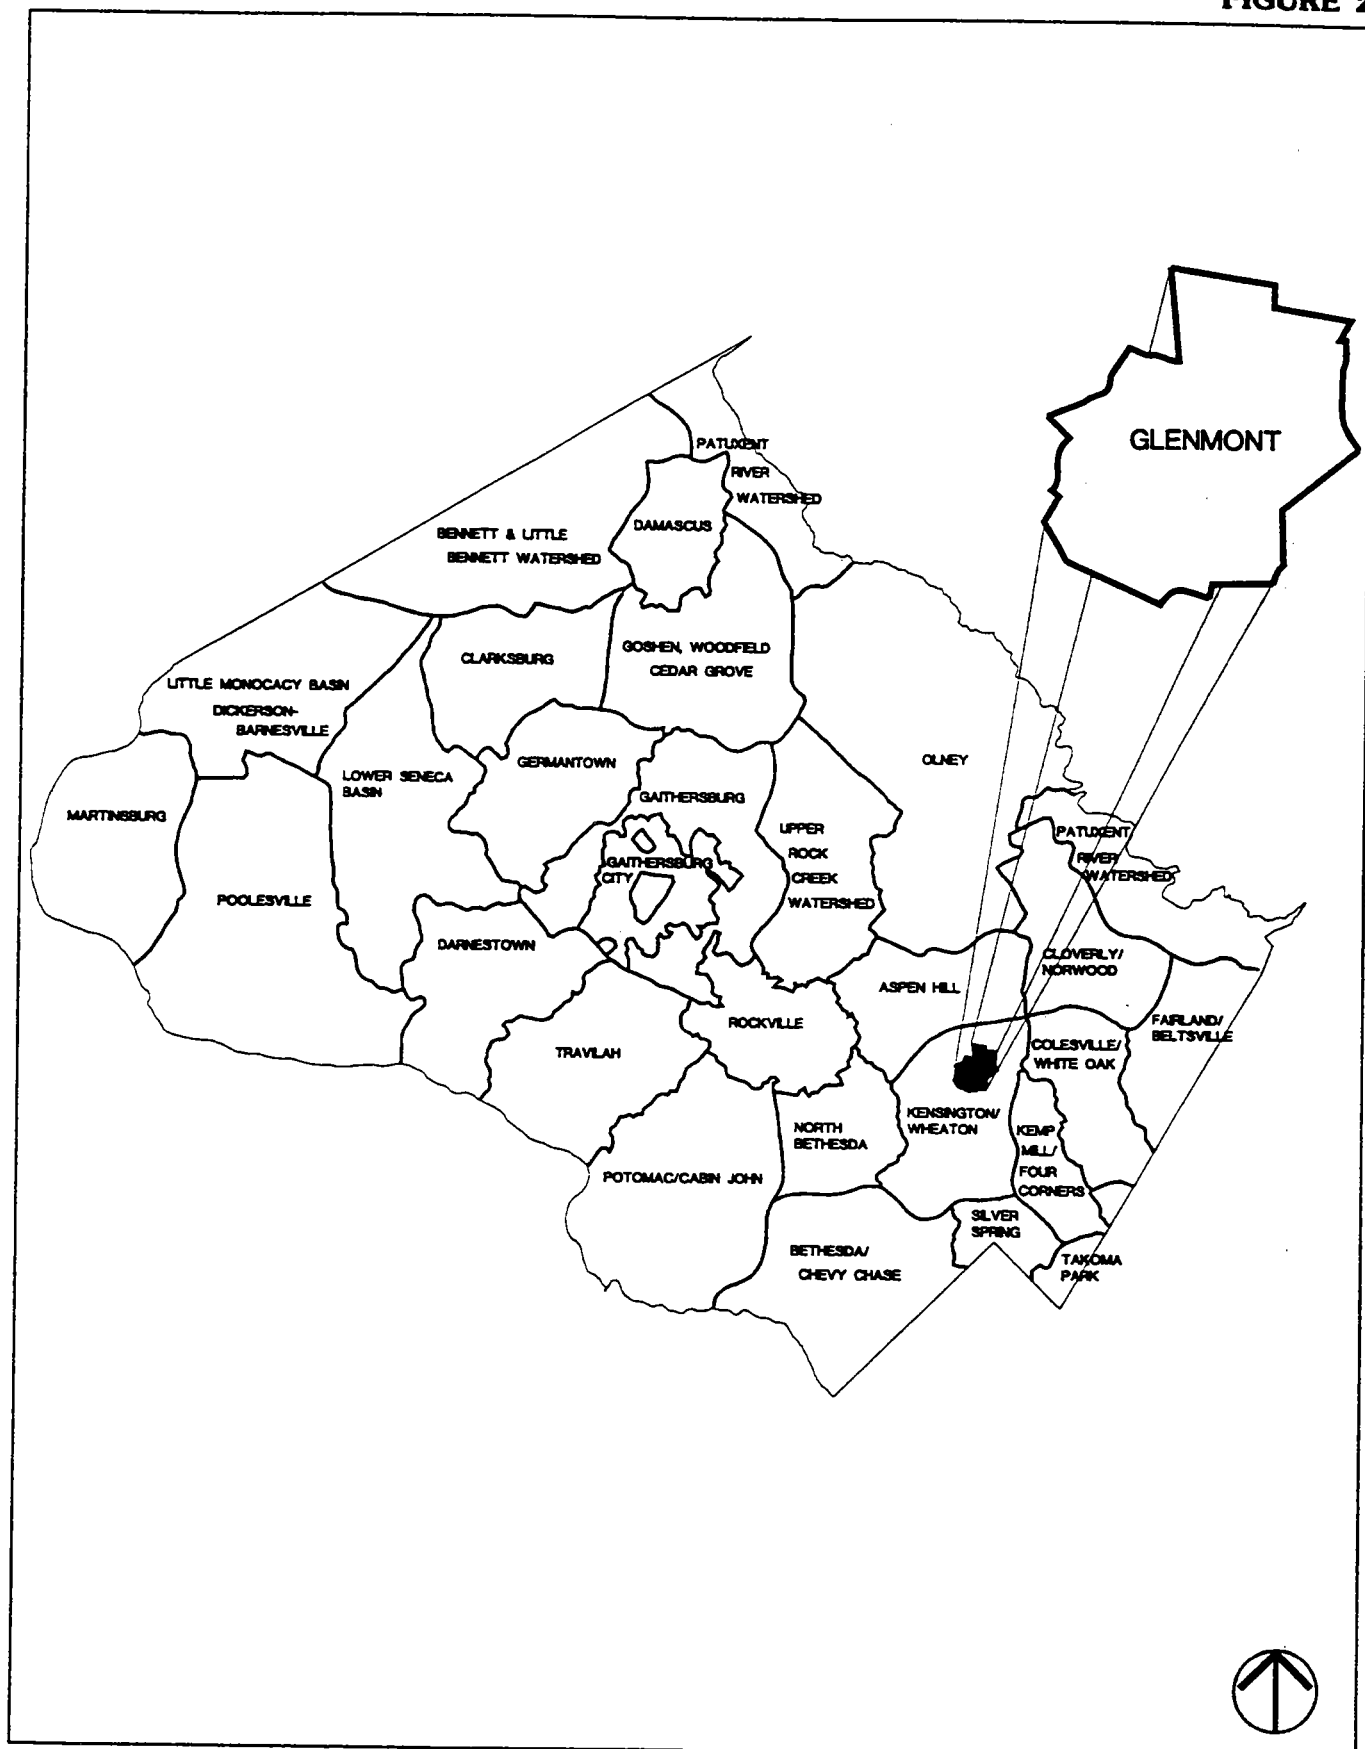 FIGURE 2
GLENMONT
PATUXENT
RIVER
WATERSHED
DAMASCUS
BENNETT & LITTLE
BENNETT WATERSHED
CLARKSBURG
GOSHEN, WOODFIELD
CEDAR GROVE
LITTLE MONOCACY BASIN
DICKERSON-
BARNESVILLE
GERMANTOWN
OLNEY
LOWER SENECA
BASIN
GAITHERSBURG
MARTINSBURG
UPPER
ROCK
CREEK
WATERSHED
PATUXENT
RIVER
WATERSHED
GAITHERSBURG
CITY
POOLESVILLE
DARNESTOWN
CLOVERLY/
NORWOOD
ASPEN HILL
ROCKVILLE
FAIRLAND/
BELTSVILLE
TRAVILAH
COLESVILLE/
WHITE OAK
KENSINGTON/
WHEATON
NORTH
BETHESDA
KEMP
MILL/
FOUR
CORNERS
POTOMAC/CABIN JOHN
SILVER
SPRING
BETHESDA/
CHEVY CHASE
TAKOMA
PARK